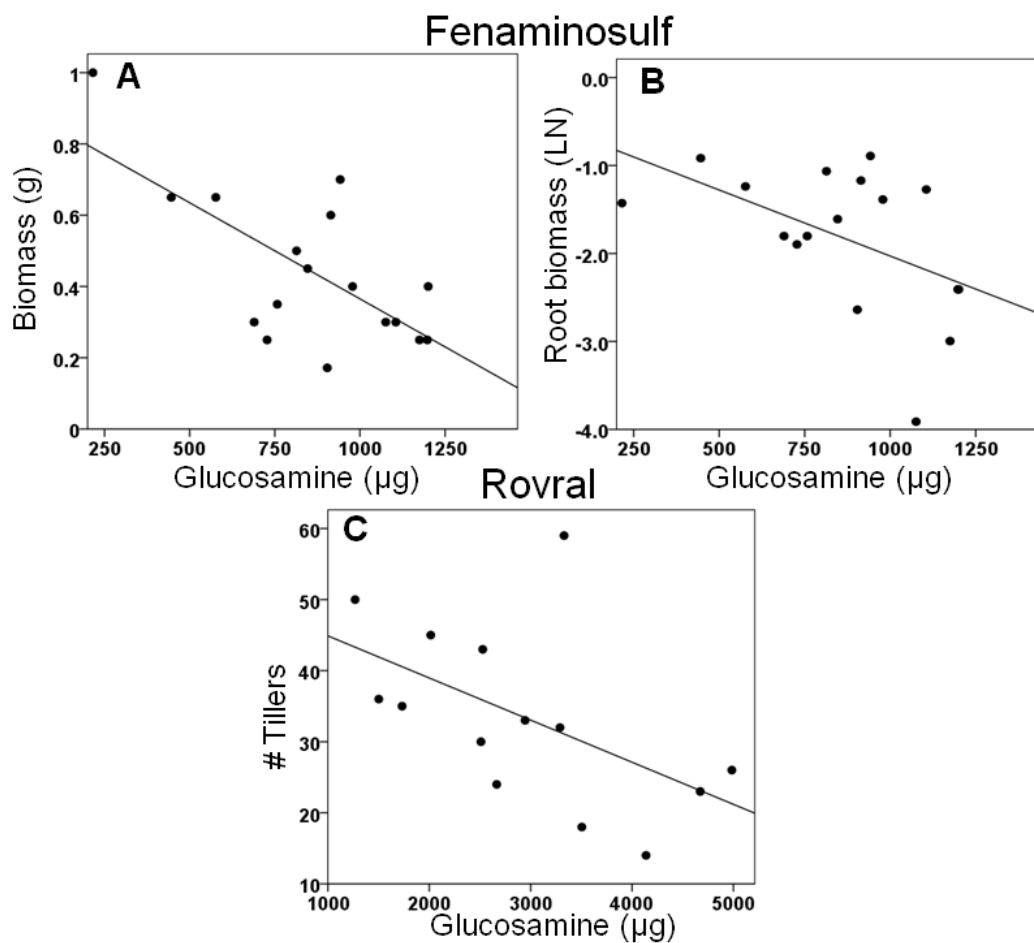 Fenaminosulf
A
Biomass (g)
1
0.8
0.6
0.4
0.2
0
250 500 750 1000 1250
Glucosamine (µg)
B
Root biomass (LN)
0.0
-1.0
-2.0
-3.0
-4.0
250 500 750 1000 1250
Glucosamine (µg)
Rovral
C
# Tillers
60
50
40
30
20
10
1000 2000 3000 4000 5000
Glucosamine (µg)